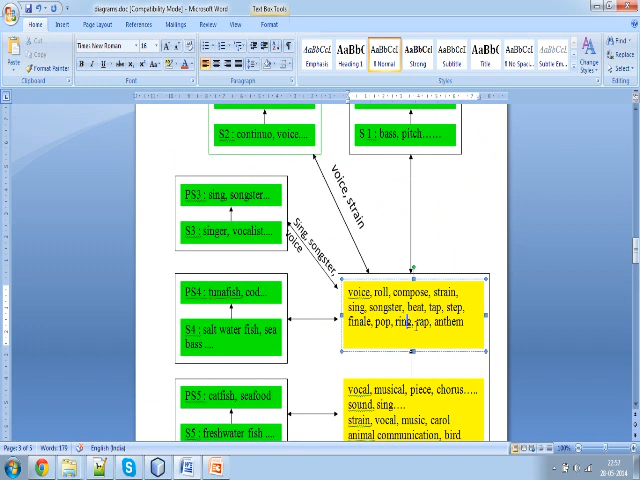 diagrams.doc [Compatibility Mode] - Microsoft Word
Text Box Tools
Home
Insert
Page Layout
References
Mailings
Review
View
Format
Cut
Copy
Format Painter
Paste
Clipboard
Times New Roman
16
Font
Paragraph
AaBbCcI
Emphasis
AaBb(
Heading 1
AaBbCcI
¶ Normal
AaBbCcl
Strong
AaBbCc.
Subtitle
AaBb(
Title
AaBbCcI
¶ No Spac...
AaBbCcI
Subtle Em...
Change
Styles
Styles
Find
Replace
Select
Editing
S2 : continuo, voice....
S 1 : bass, pitch……
voice, strain
PS3 : sing, songster...
S3 : singer, vocalist....
Sing, songster,
voice
PS4 : tunafish, cod...
S4 : salt water fish, sea
bass ....
voice, roll, compose, strain,
sing, songster, beat, tap, step,
finale, pop, ring, rap, anthem
PS5 : catfish, seafood
S5 : freshwater fish ....
vocal, musical, piece, chorus…..
sound, sing….
strain, vocal, music, carol
animal communication, bird
Page: 3 of 5
Words: 179
English (India)
100%
22:57
28-05-2014